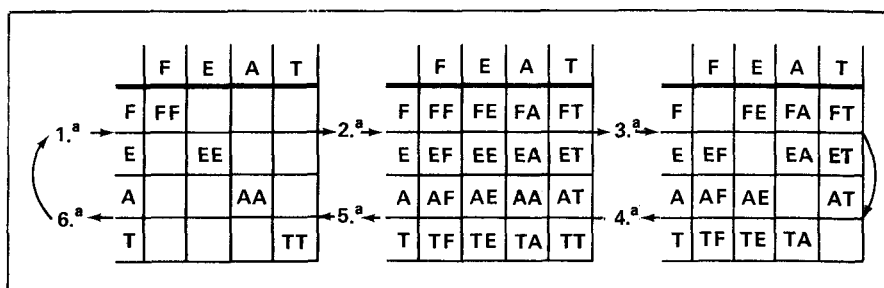 F E A T F E A T F E A T
1.ª F FF 2.ª F FF FE FA FT 3.ª F FE FA FT
E EE E EF EE EA ET E EF EA ET
6.ª A AA 5.ª A AF AE AA AT 4.ª A AF AE AT
T TT T TF TE TA TT T TF TE TA